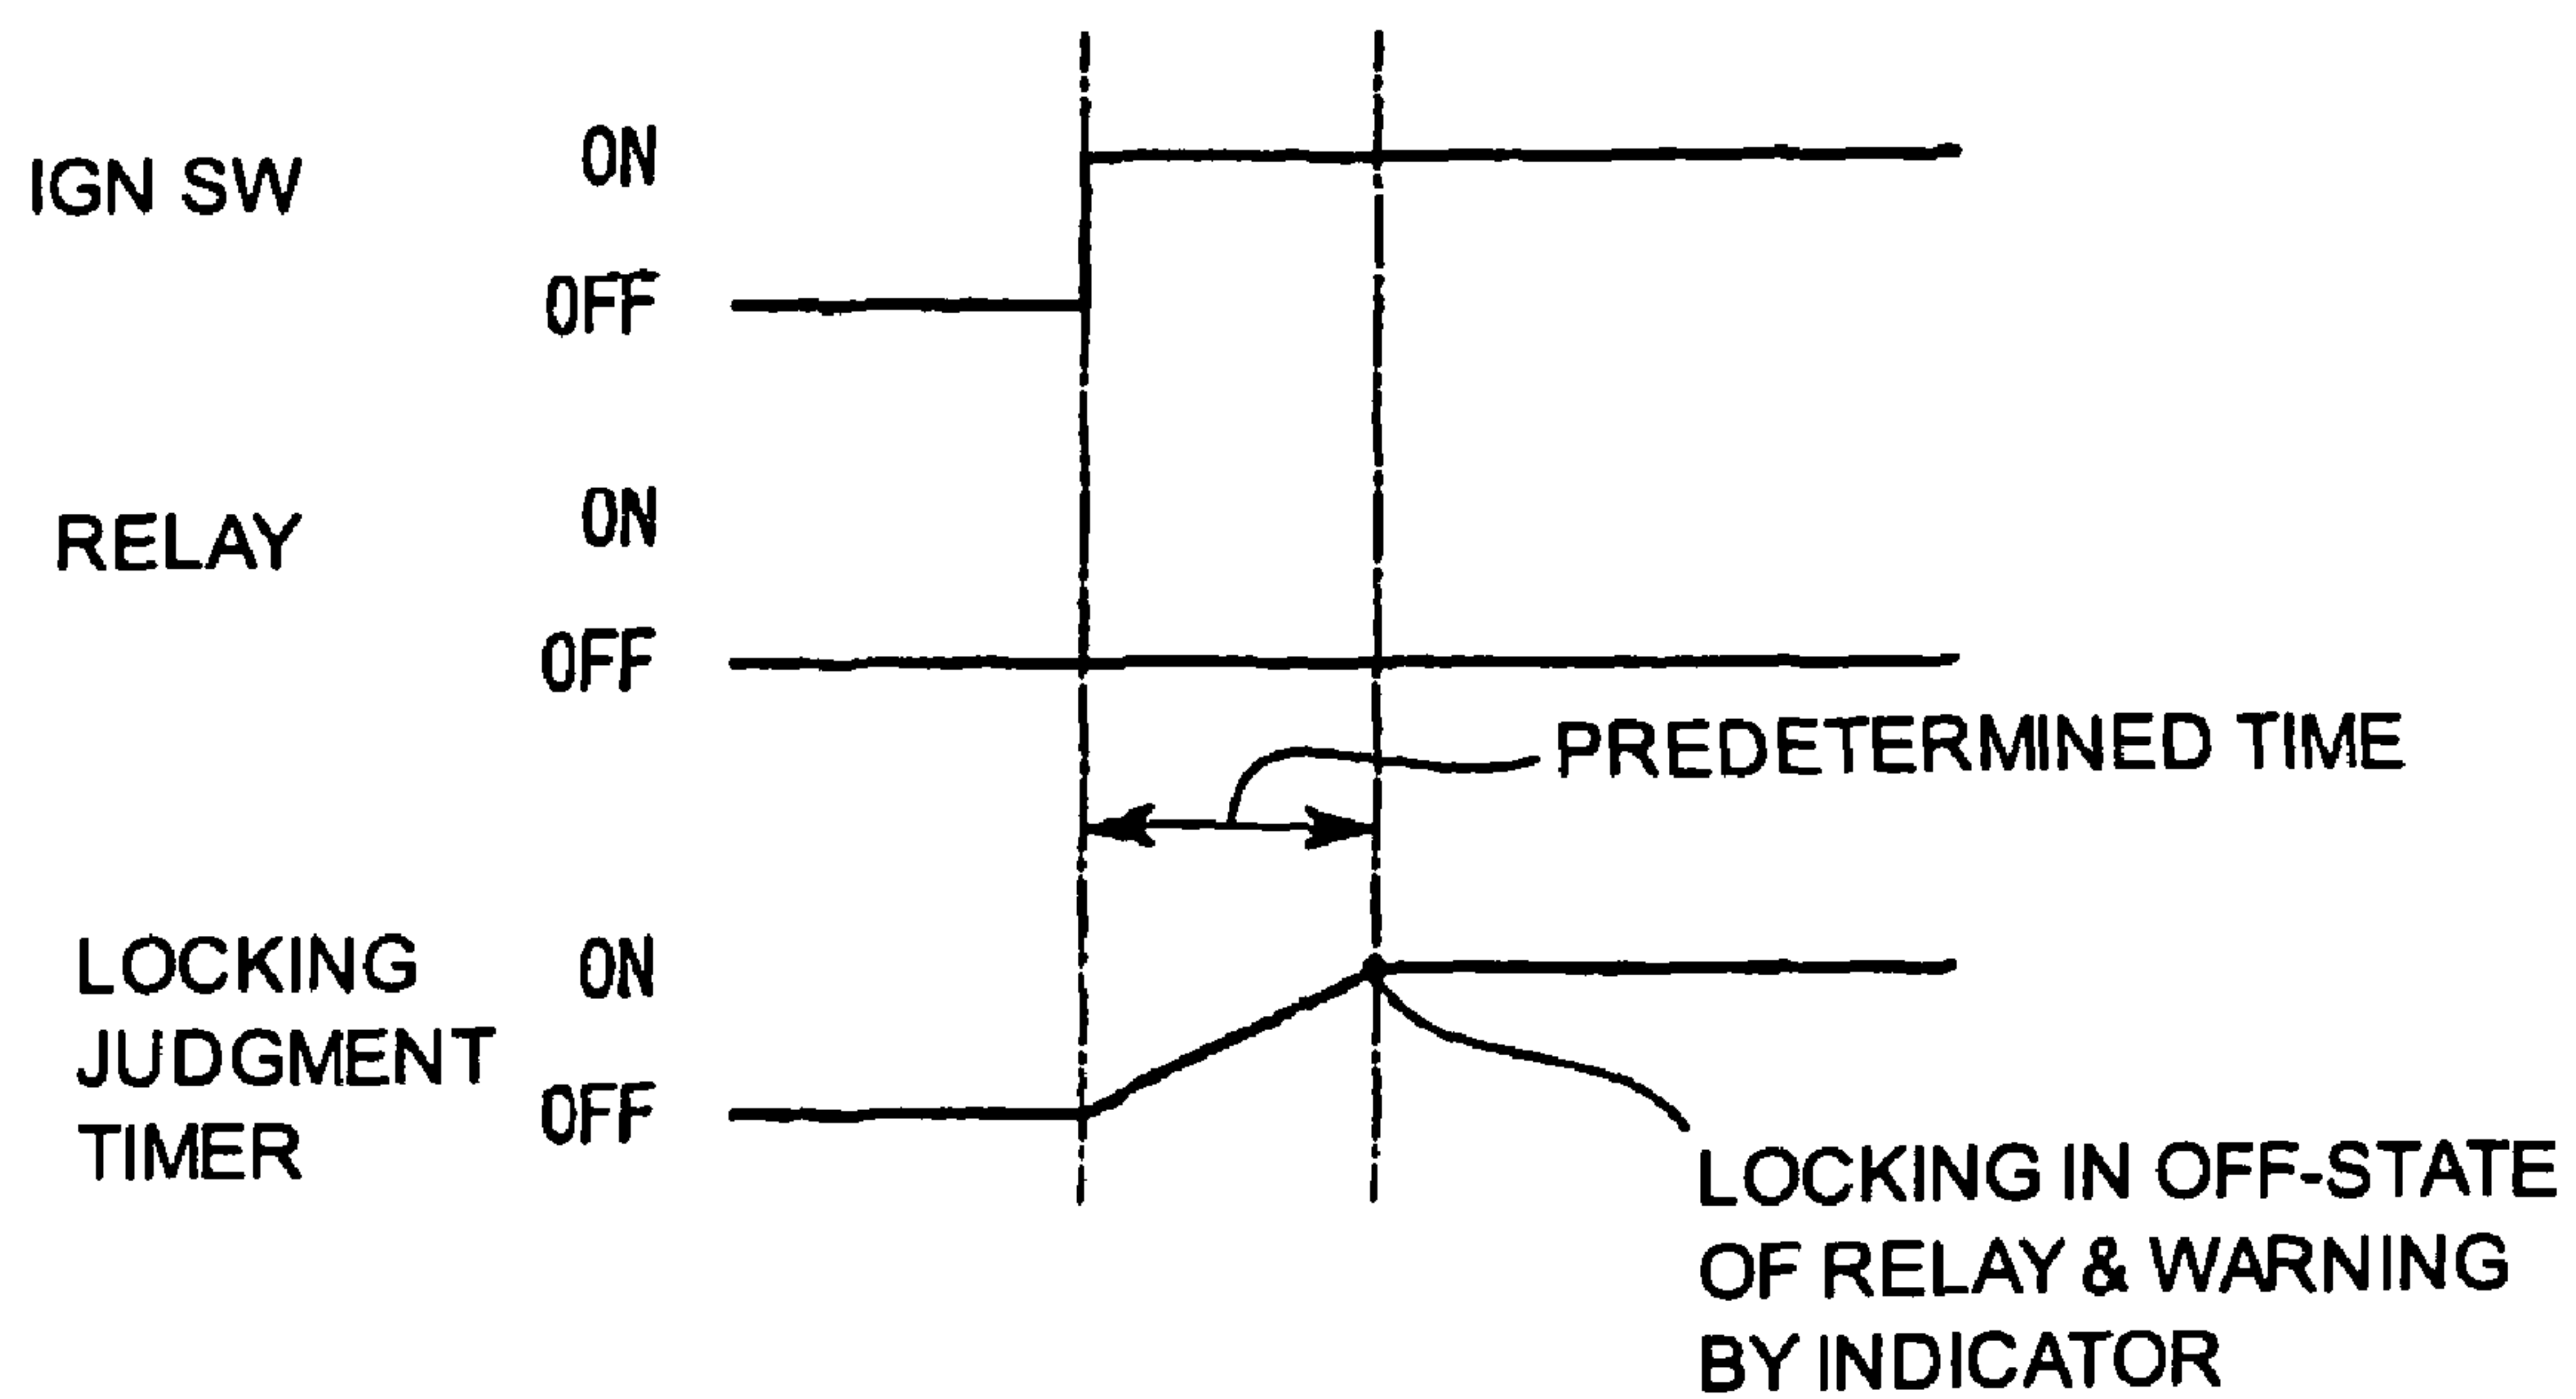 IGN SW
ON
OFF
RELAY
ON
OFF
PREDETERMINED TIME
LOCKING
JUDGMENT
TIMER
ON
OFF
LOCKING IN OFF-STATE
OF RELAY & WARNING
BY INDICATOR